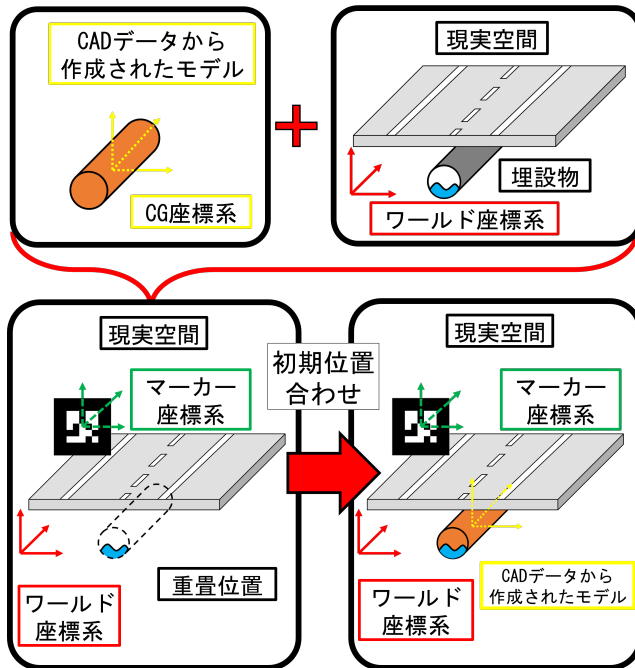 CADデータから
作成されたモデル
CG座標系
現実空間
埋設物
ワールド座標系
現実空間
マーカー
座標系
重畳位置
ワールド
座標系
初期位置
合わせ
現実空間
マーカー
座標系
CADデータから
作成されたモデル
ワールド
座標系